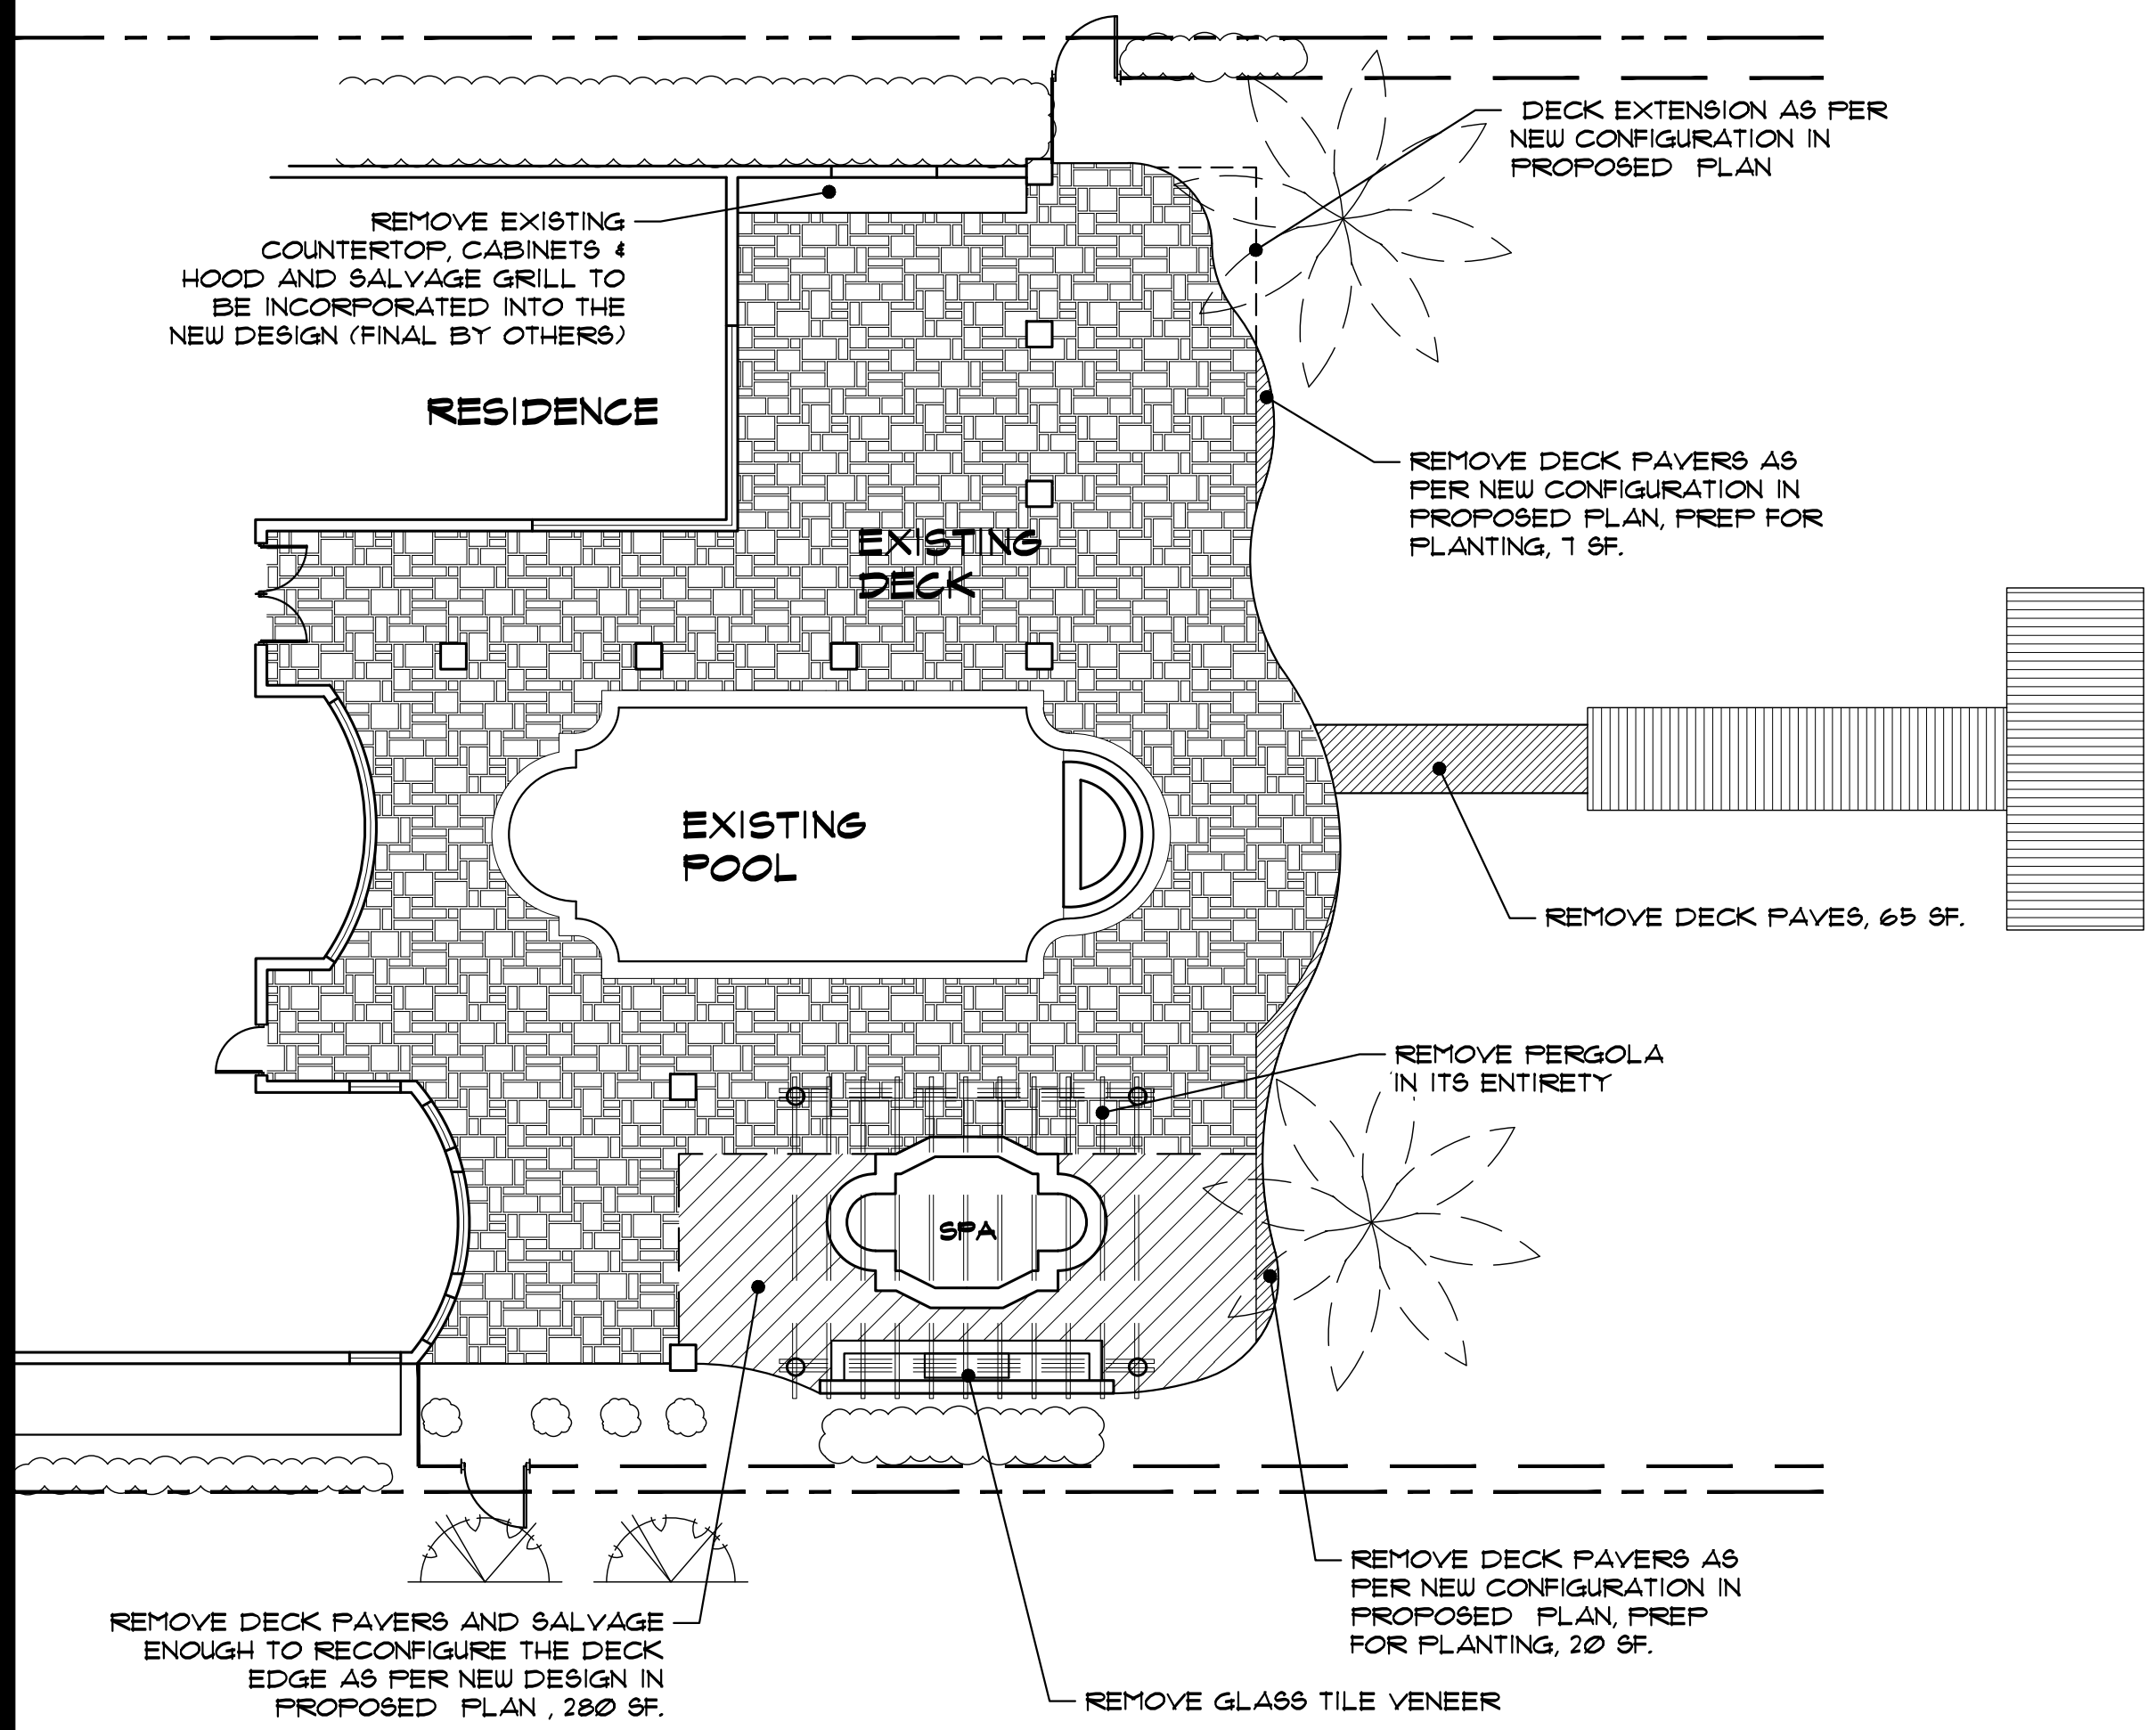 DECK EXTENSION AS PER
NEW CONFIGURATION IN
PROPOSED PLAN
REMOVE EXISTING
COUNTERTOP, CABINETS &
HOOD AND SALVAGE GRILL TO
BE INCORPORATED INTO THE
NEW DESIGN (FINAL BY OTHERS)
RESIDENCE
REMOVE DECK PAVERS AS
PER NEW CONFIGURATION IN
PROPOSED PLAN, PREP FOR
PLANTING, 7 SF.
EXISTING
DECK
EXISTING
POOL
REMOVE DECK PAVES, 65 SF.
REMOVE PERGOLA
IN ITS ENTIRETY
SPA
REMOVE DECK PAVERS AS
PER NEW CONFIGURATION IN
PROPOSED PLAN, PREP
FOR PLANTING, 20 SF.
REMOVE DECK PAVERS AND SALVAGE
ENOUGH TO RECONFIGURE THE DECK
EDGE AS PER NEW DESIGN IN
PROPOSED PLAN , 280 SF.
REMOVE GLASS TILE VENEER